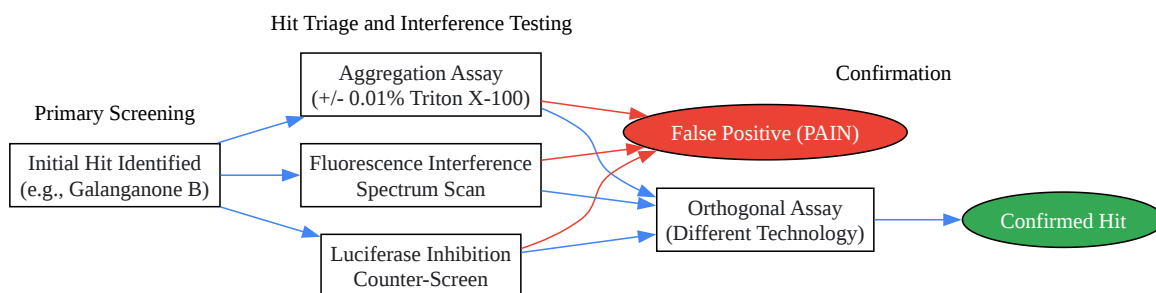 Hit Triage and Interference Testing
Primary Screening
Confirmation
Initial Hit Identified
(e.g., Galanganone B)
Aggregation Assay
(+/- 0.01% Triton X-100)
Fluorescence Interference
Spectrum Scan
Luciferase Inhibition
Counter-Screen
False Positive (PAIN)
Orthogonal Assay
(Different Technology)
Confirmed Hit